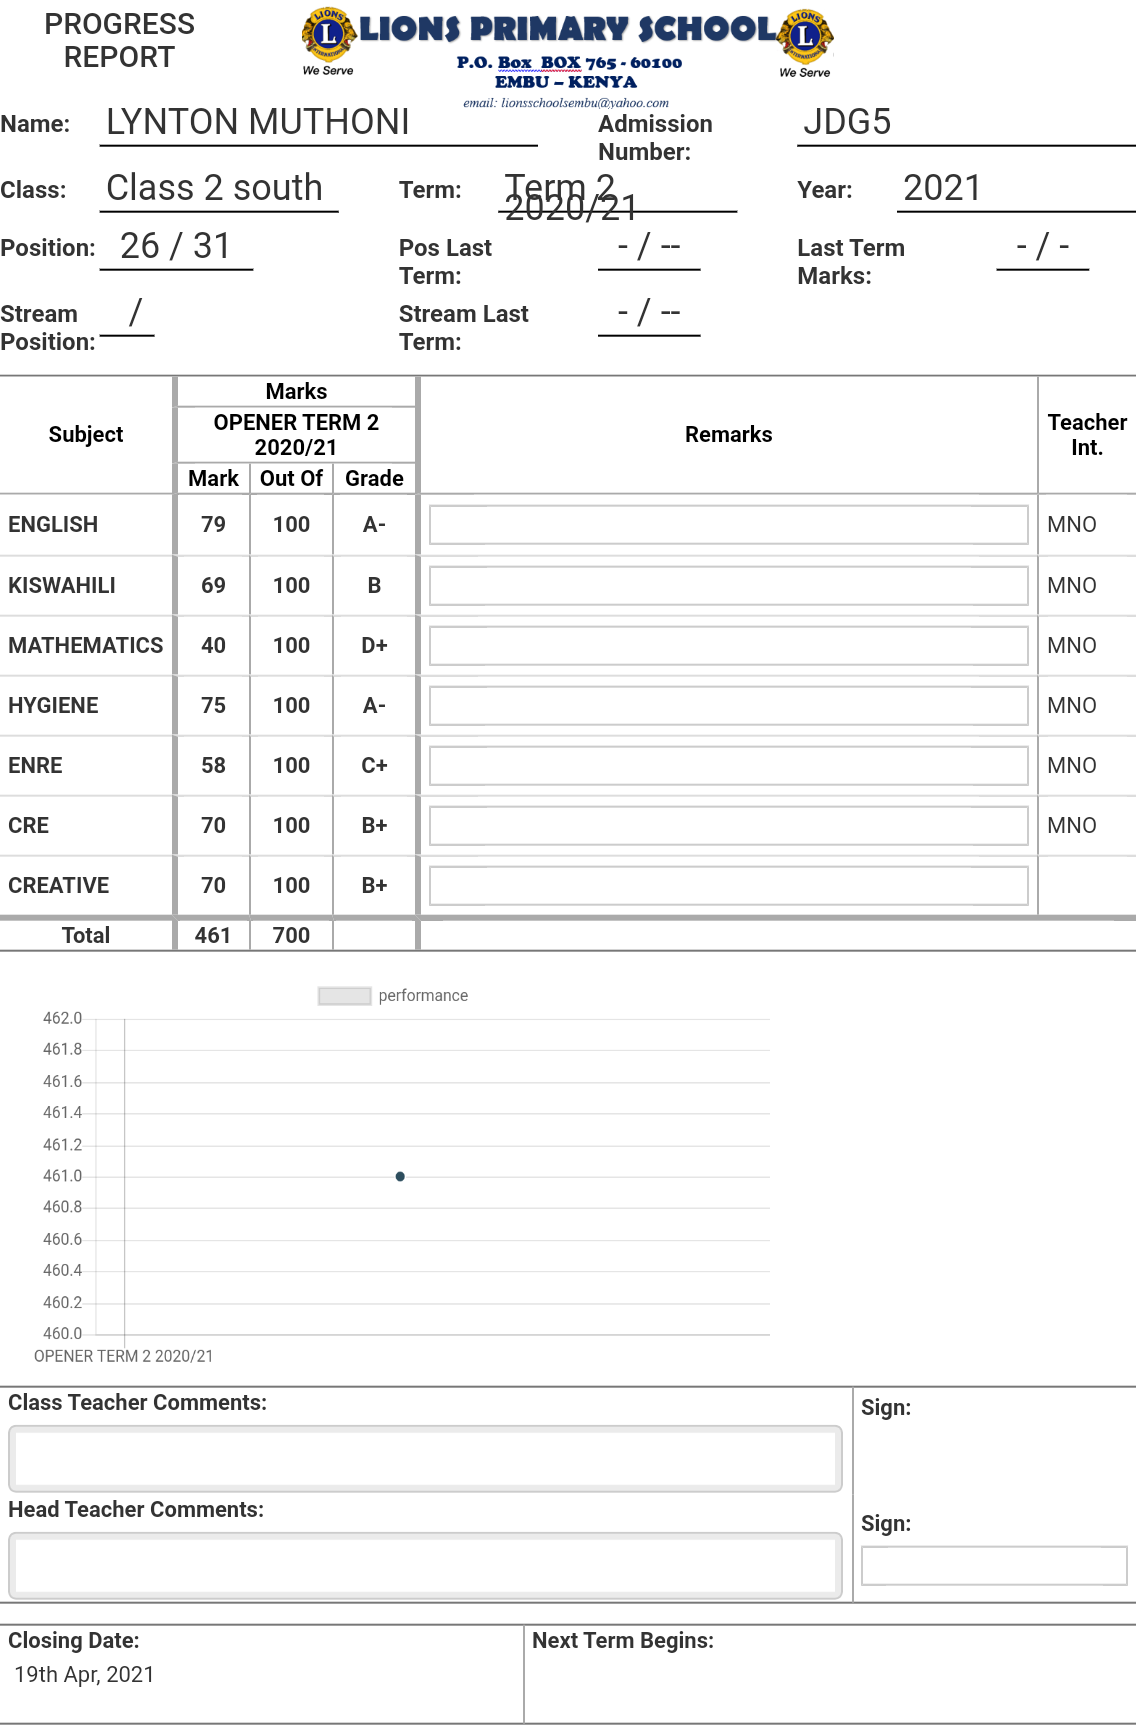 PROGRESS
REPORT
LIONS PRIMARY SCHOOL
We Serve
We Serve
P.O. Box BOX 765 - 60100
EMBU – KENYA
email: lionsschoolsembu@yahoo.com
Name: LYNTON MUTHONI Admission Number: JDG5
Class: Class 2 south Term: Term 2 2020/21 Year: 2021
Position: 26 / 31 Pos Last Term: - / -- Last Term Marks: - / -
Stream Position: / Stream Last Term: - / --
Subject Marks Remarks Teacher Int.
OPENER TERM 2 2020/21
Mark Out Of Grade
ENGLISH 79 100 A- MNO
KISWAHILI 69 100 B MNO
MATHEMATICS 40 100 D+ MNO
HYGIENE 75 100 A- MNO
ENRE 58 100 C+ MNO
CRE 70 100 B+ MNO
CREATIVE 70 100 B+
Total 461 700
performance
462.0
461.8
461.6
461.4
461.2
461.0
460.8
460.6
460.4
460.2
460.0
OPENER TERM 2 2020/21
Class Teacher Comments: Sign:
Head Teacher Comments: Sign:
Closing Date: Next Term Begins:
19th Apr, 2021